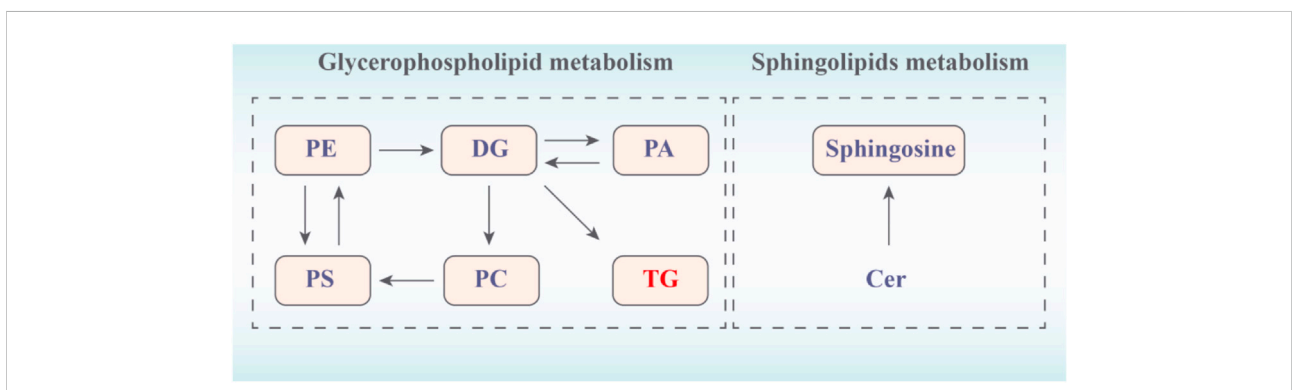 Glycerophospholipid metabolism
Sphingolipids metabolism
PE
DG
PA
Sphingosine
PS
PC
TG
Cer